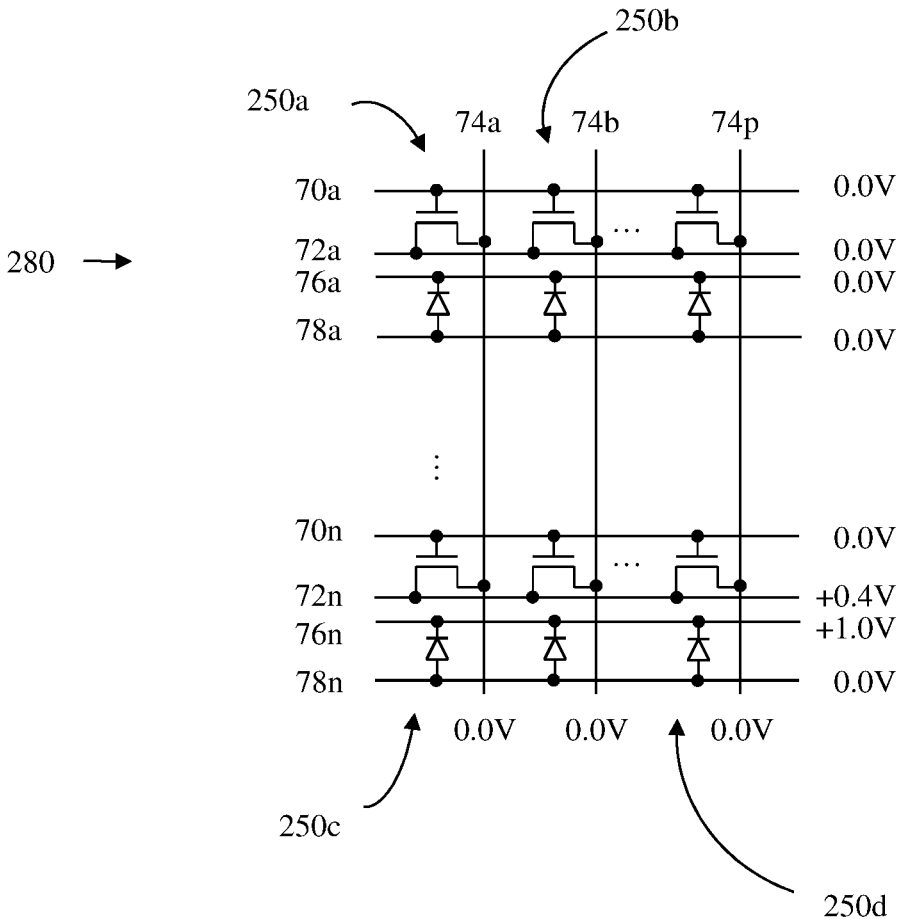 250b
250a
74a 74b 74p
70a 0.0V
...
72a 0.0V
280
76a 0.0V
78a 0.0V
...
70n 0.0V
...
72n +0.4V
76n +1.0V
78n 0.0V
0.0V 0.0V 0.0V
250c
250d